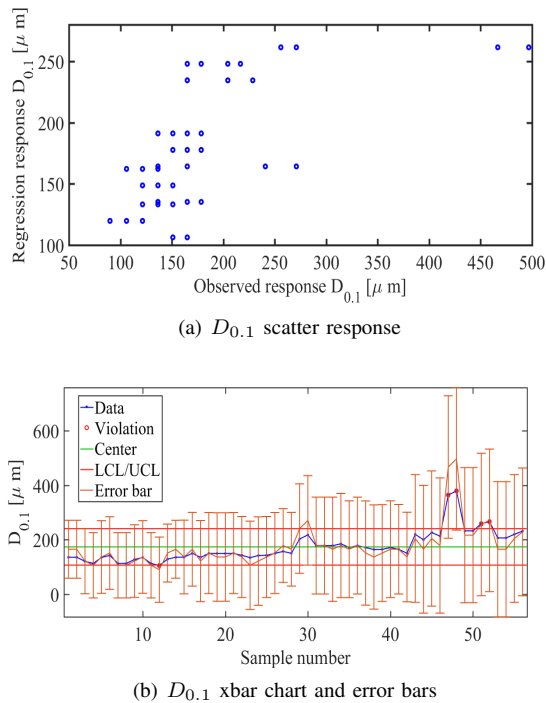 Regression response D0.1 [μ m]
250
200
150
100
50 100 150 200 250 300 350 400 450 500
Observed response D0.1 [μ m]
(a) D0.1 scatter response
D0.1 [μ m]
600
400
200
0
Data
Violation
Center
LCL/UCL
Error bar
10 20 30 40 50
Sample number
(b) D0.1 xbar chart and error bars